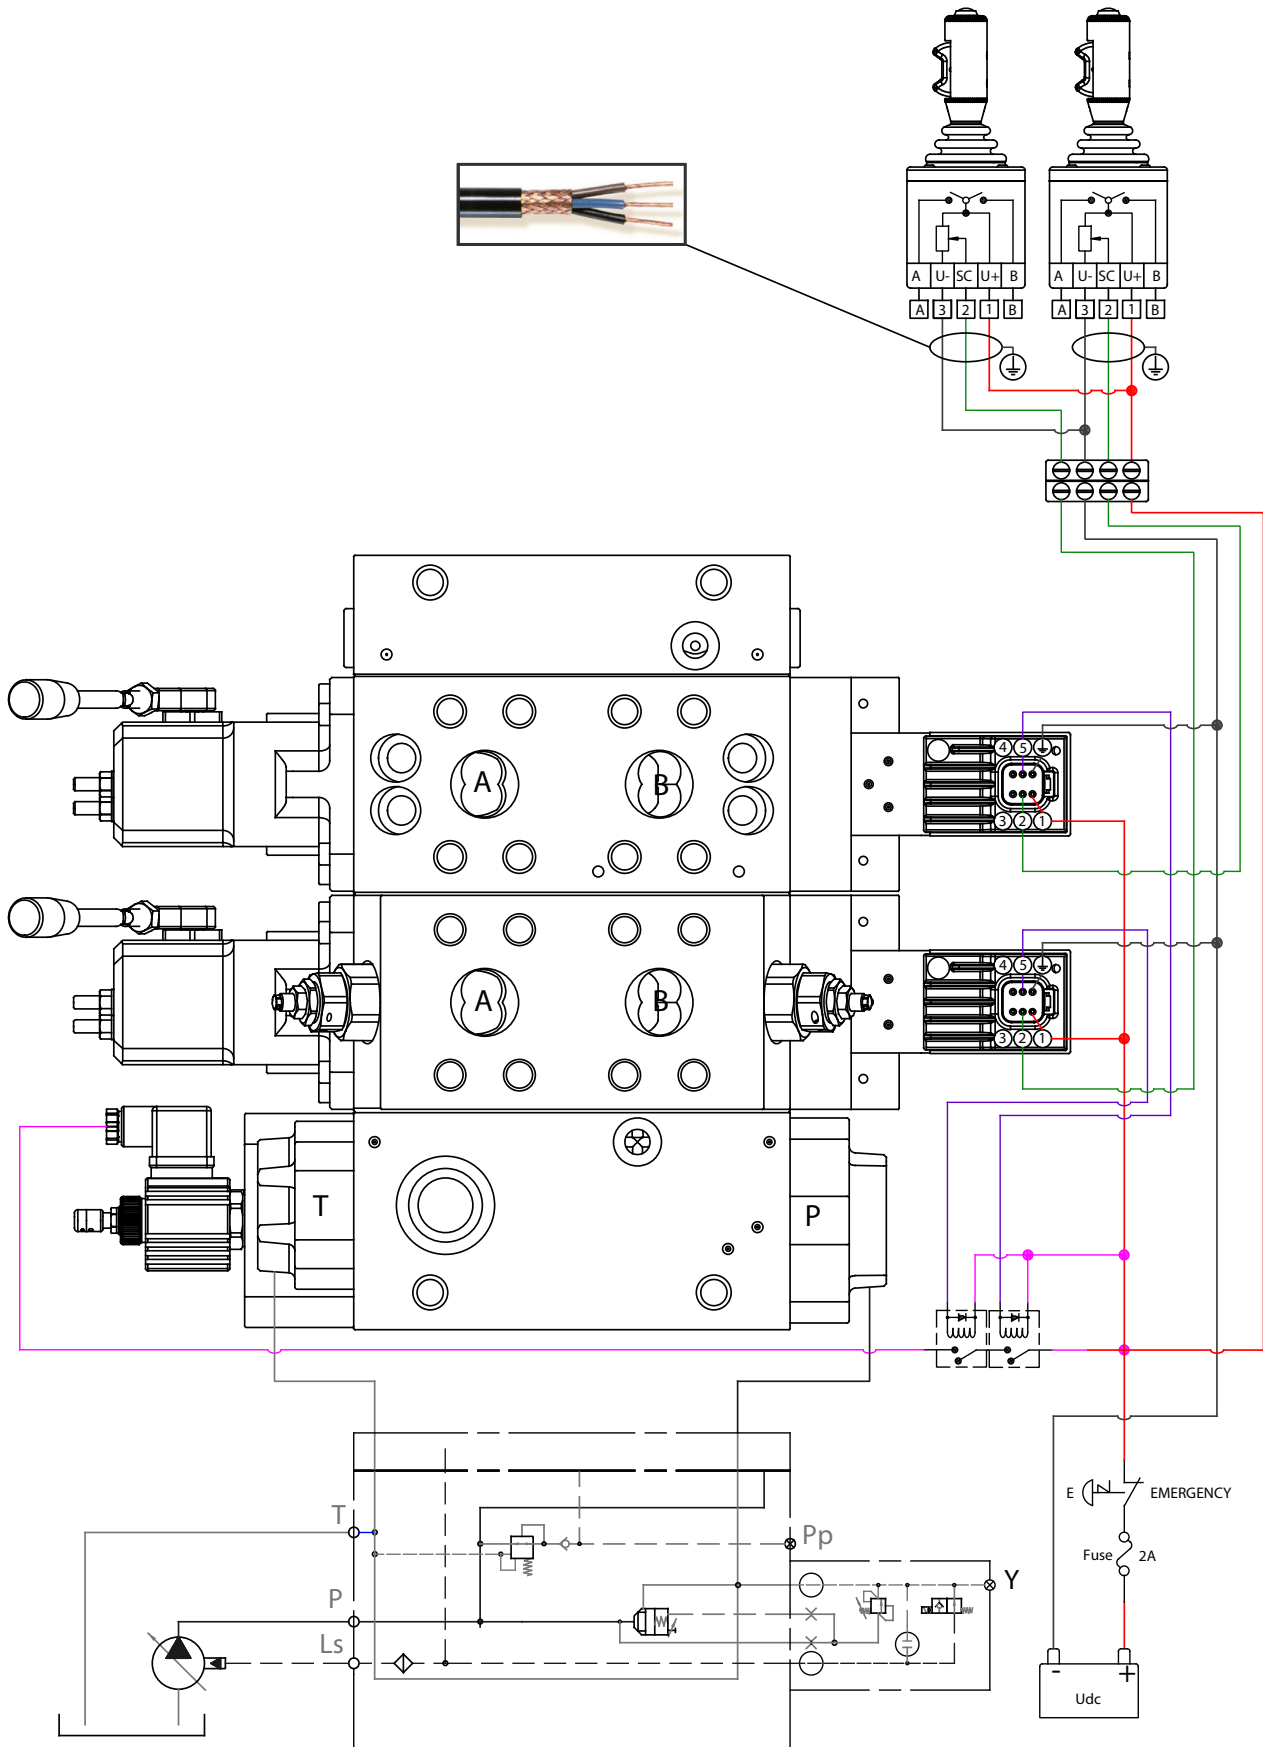 A U- SC U+ B
A U- SC U+ B
A 3 2 1 B
A 3 2 1 B
4 5
A B
3 2 1
4 5
A B
3 2 1
T P
E EMERGENCY
Fuse 2A
T
Pp
Y
P
Ls
- +
Udc